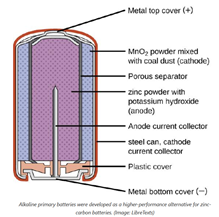 Metal top cover (+)
MnO₂ powder mixed
with coal dust (cathode)
Porous separator
zinc powder with
potassium hydroxide
(anode)
Anode current collector
steel can, cathode
current collector
Plastic cover
Metal bottom cover (−)
Alkaline primary batteries were developed as a higher-performance alternative for zinc-
carbon batteries. (Image: LibreTexts)